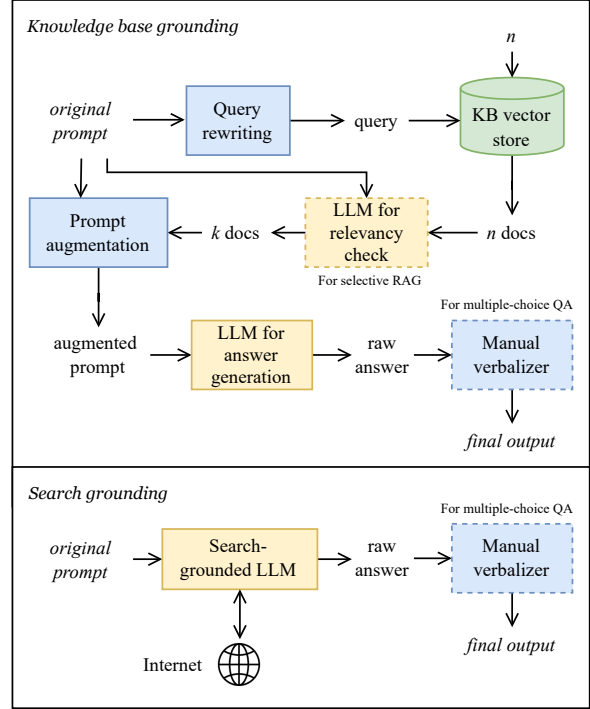 Knowledge base grounding
n
original
prompt
Query
rewriting
query
KB vector
store
Prompt
augmentation
k docs
LLM for
relevancy
check
n docs
For selective RAG
For multiple-choice QA
augmented
prompt
LLM for
answer
generation
raw
answer
Manual
verbalizer
final output
Search grounding
For multiple-choice QA
original
prompt
Search-
grounded LLM
raw
answer
Manual
verbalizer
final output
Internet